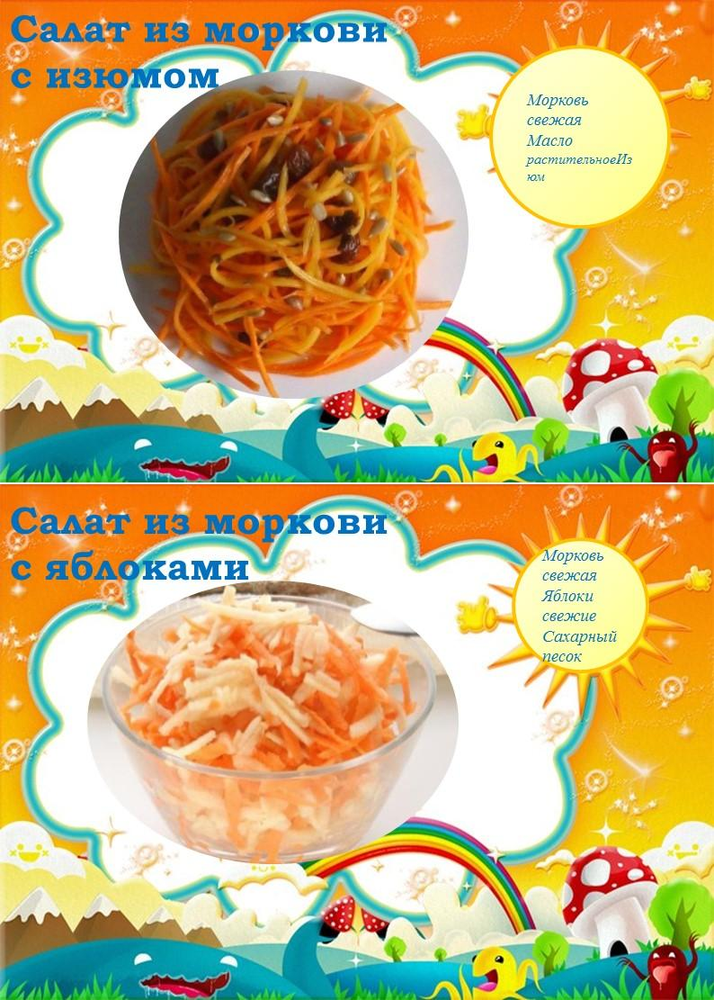 Салат из моркови
с изюмом
Морковь
свежая
Масло
растительноеИз
юм
Салат из моркови
с яблоками
Морковь
свежая
Яблоки
свежие
Сахарный
песок